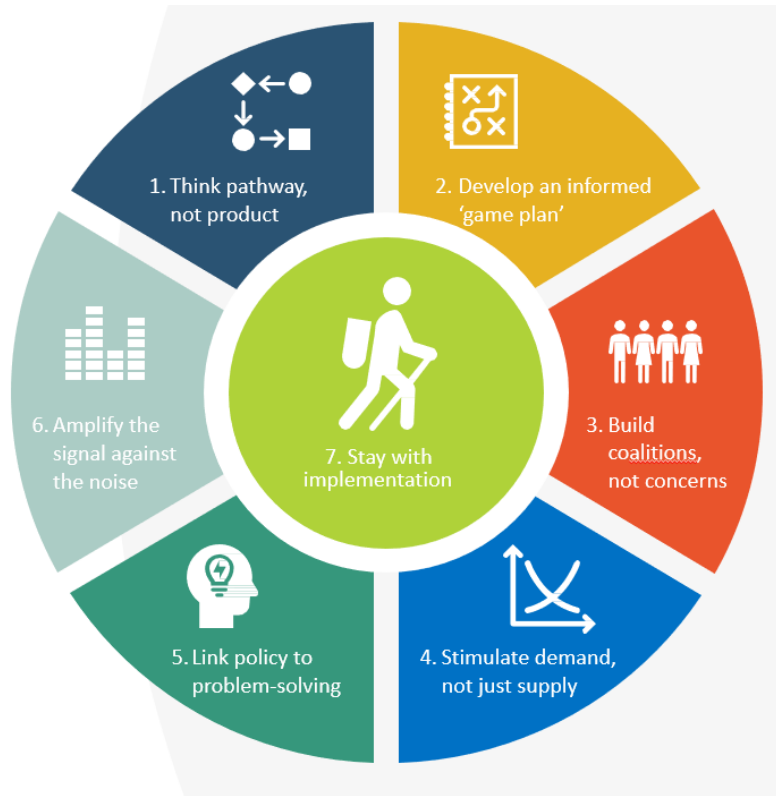 1. Think pathway,
not product
2. Develop an informed
'game plan'
3. Build
coalitions,
not concerns
4. Stimulate demand,
not just supply
5. Link policy to
problem-solving
6. Amplify the
signal against
the noise
7. Stay with
implementation